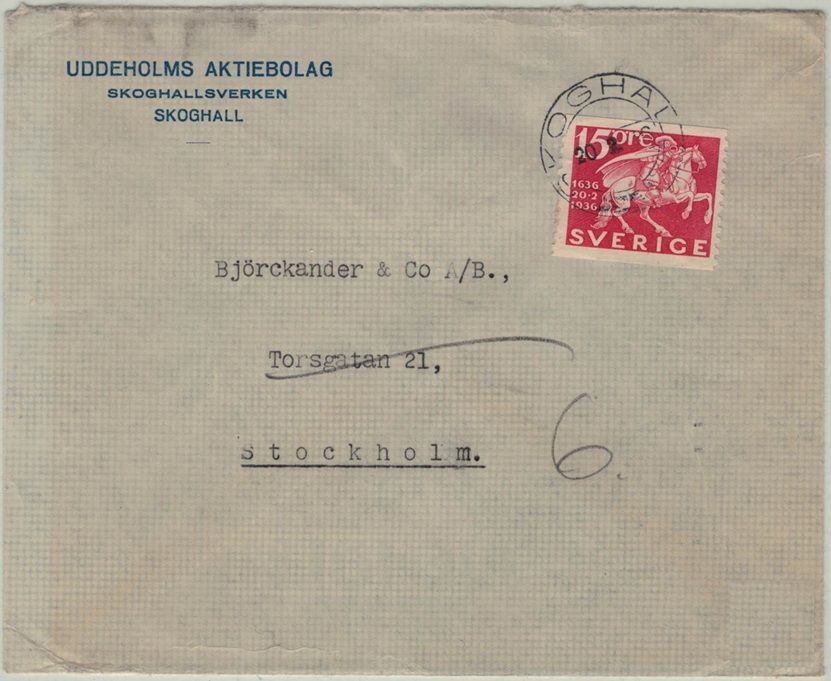 UDDEHOLMS AKTIEBOLAG
SKOGHALLSVERKEN
SKOGHALL
SKOGHALL
15 öre
20 2
1636
20·2
1936
SVERIGE
Björckander & Co A/B.,
Torsgatan 21,
Stockholm.
6.